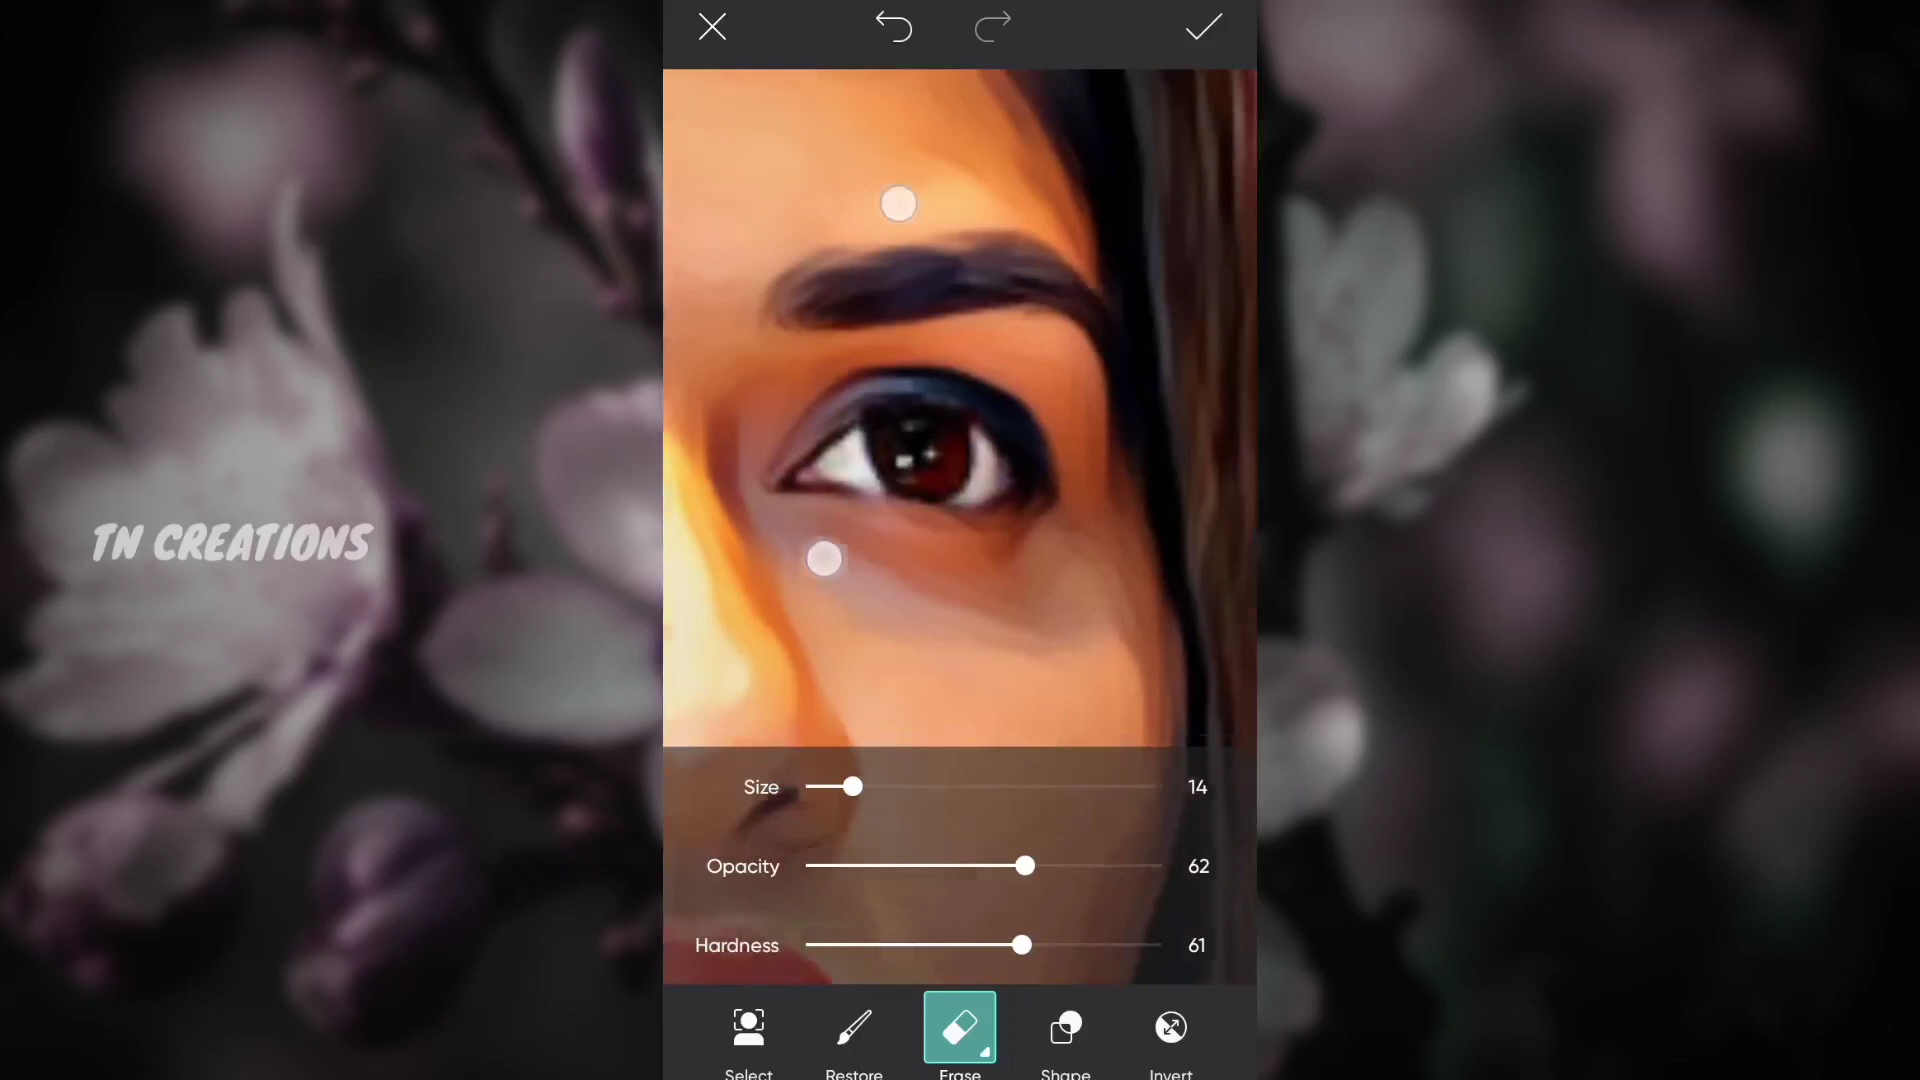 TN CREATIONS
Size 14
Opacity 62
Hardness 61
Select Restore Erase Shape Invert